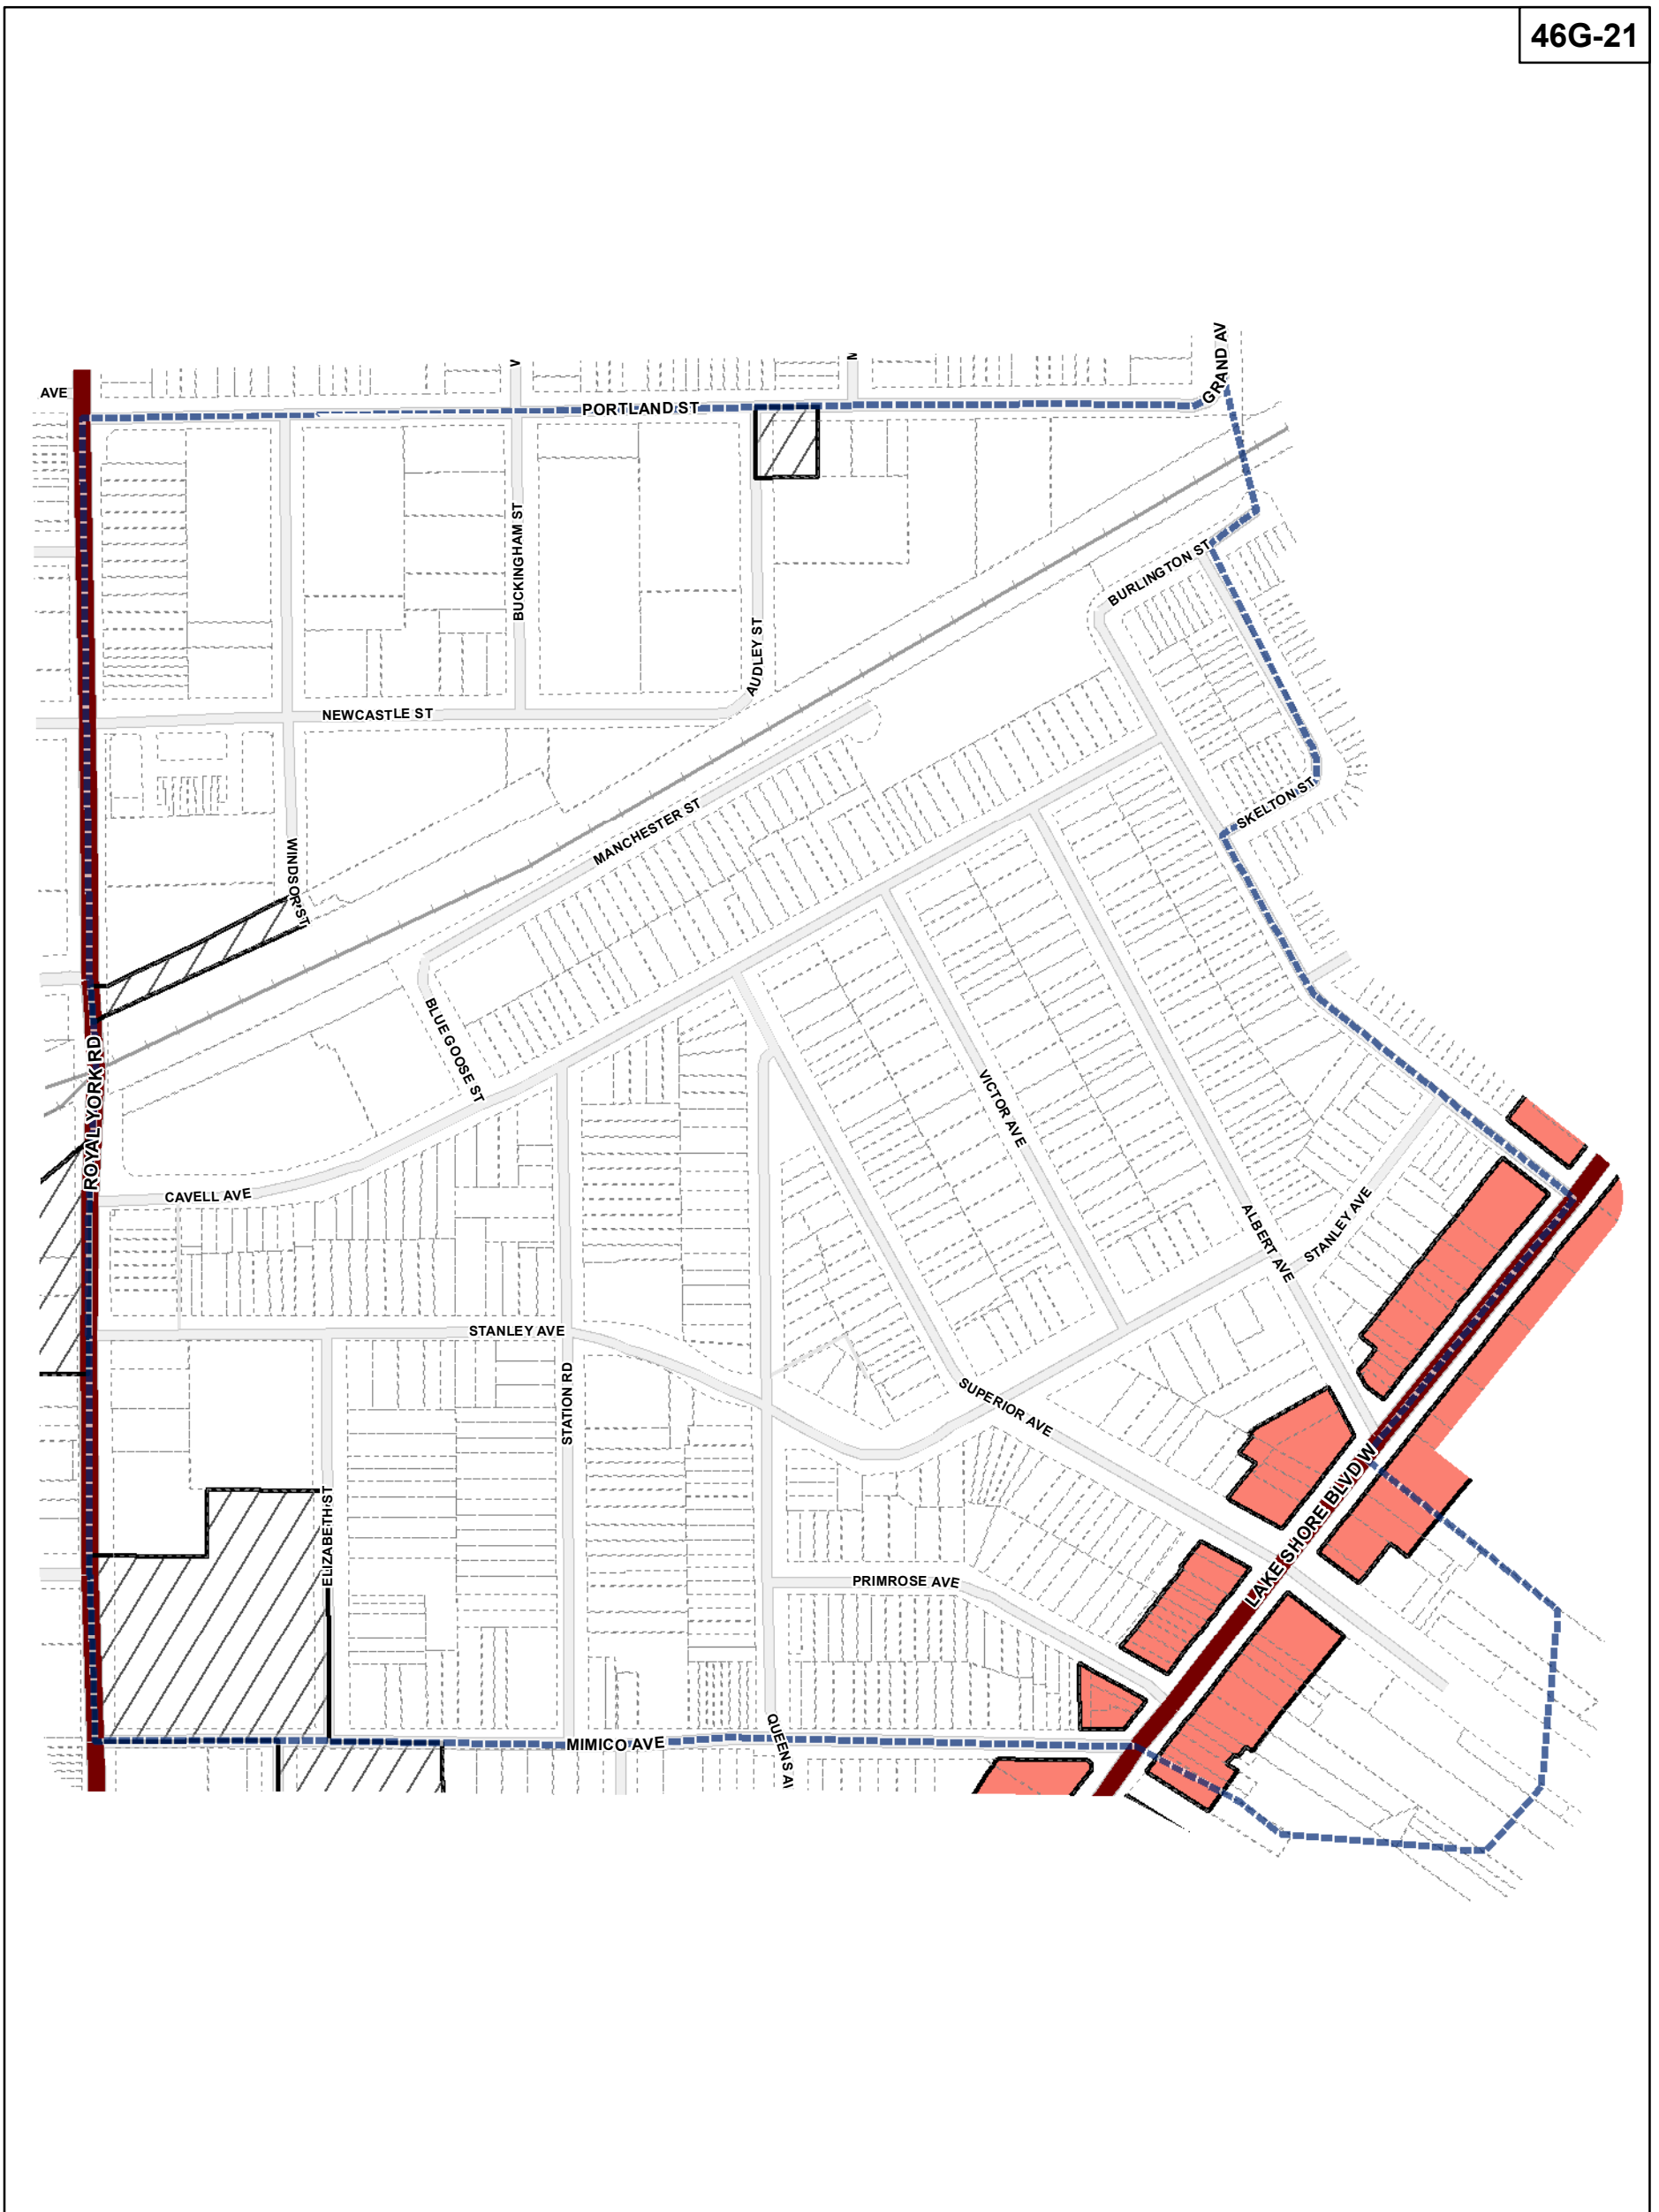 46G-21
GRAND AV
V
N
AVE
PORTLAND ST
BUCKINGHAM ST
BURLINGTON ST
AUDLEY ST
NEWCASTLE ST
SKELTON ST
MANCHESTER ST
WINDSOR ST
BLUE GOOSE ST
ROYAL YORK RD
VICTOR AVE
CAVELL AVE
ALBERT AVE
STANLEY AVE
STANLEY AVE
STATION RD
SUPERIOR AVE
LAKE SHORE BLVD W
ELIZABETH ST
PRIMROSE AVE
MIMICO AVE
QUEENS AV